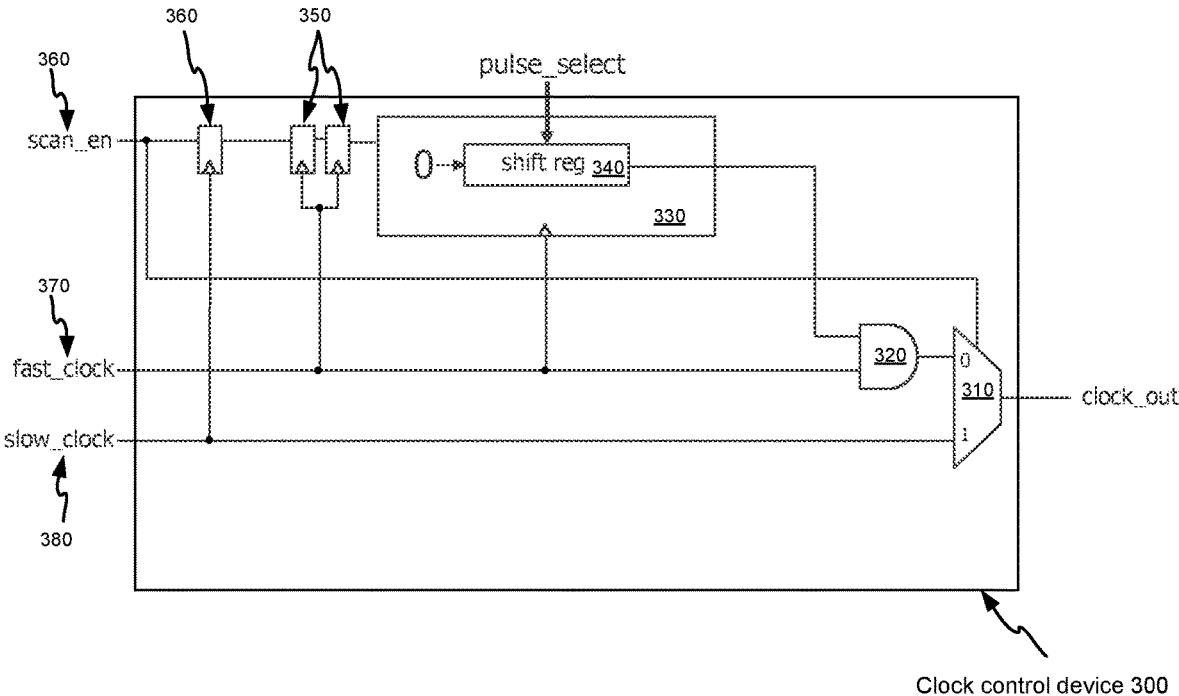 360
350
360
pulse_select
scan_en
0
shift reg 340
330
370
fast_clock
320
0
310
clock_out
slow_clock
1
380
Clock control device 300